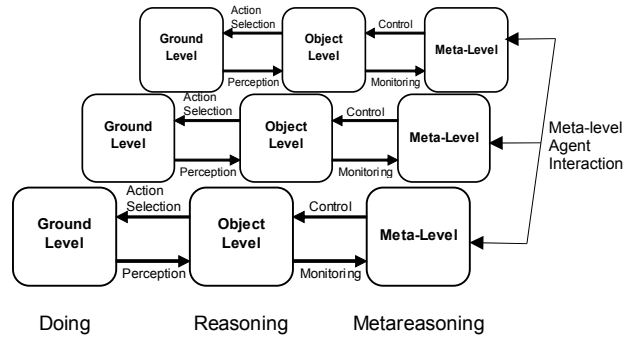 Action
Selection
Control
Ground
Level
Object
Level
Meta-Level
Perception
Monitoring
Action
Selection
Control
Ground
Level
Object
Level
Meta-Level
Perception
Monitoring
Meta-level
Agent
Interaction
Action
Selection
Control
Ground
Level
Object
Level
Meta-Level
Perception
Monitoring
Doing
Reasoning
Metareasoning